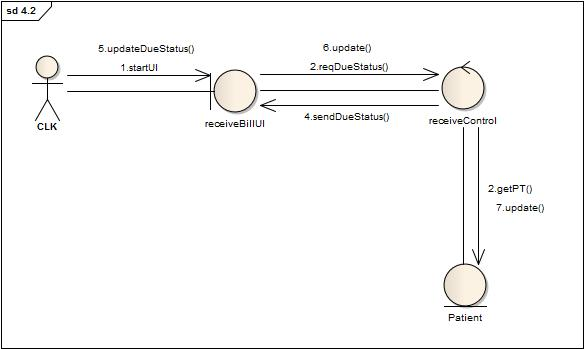 sd 4.2
5.updateDueStatus()
1.startUI
6.update()
2.reqDueStatus()
CLK
receiveBillUI
4.sendDueStatus()
receiveControl
2.getPT()
7.update()
Patient